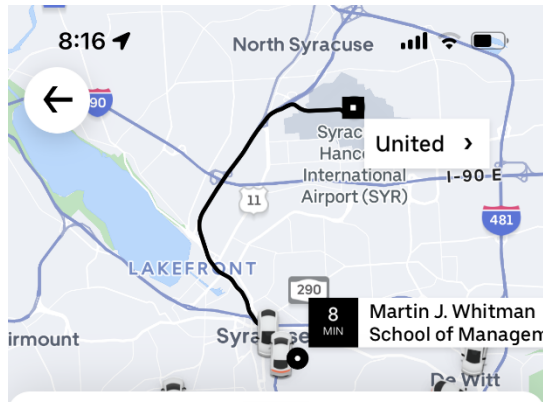 8:16
North Syracuse
90
Syrac
Hanc
International
Airport (SYR)
United
I-90 E
11
481
LAKEFRONT
290
8
MIN
Martin J. Whitman
School of Managem
irmount
Syra
use
De Witt